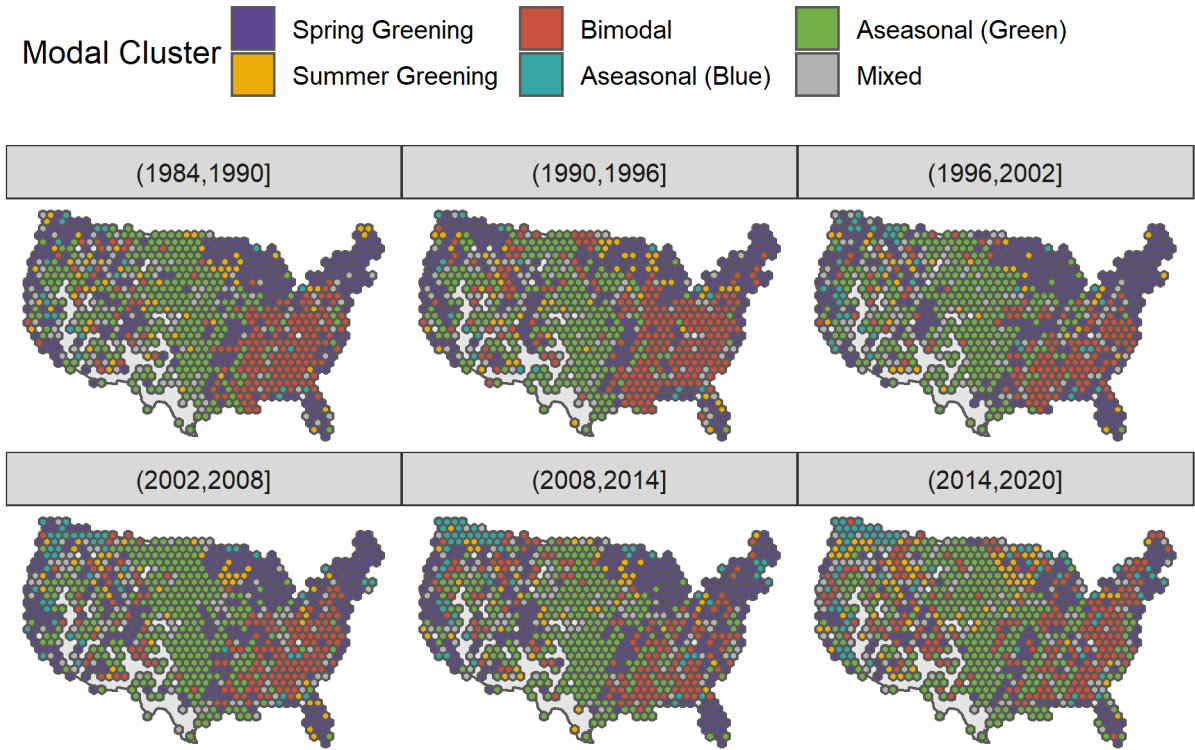 Modal Cluster
Spring Greening
Bimodal
Aseasonal (Green)
Summer Greening
Aseasonal (Blue)
Mixed
(1984,1990]
(1990,1996]
(1996,2002]
(2002,2008]
(2008,2014]
(2014,2020]